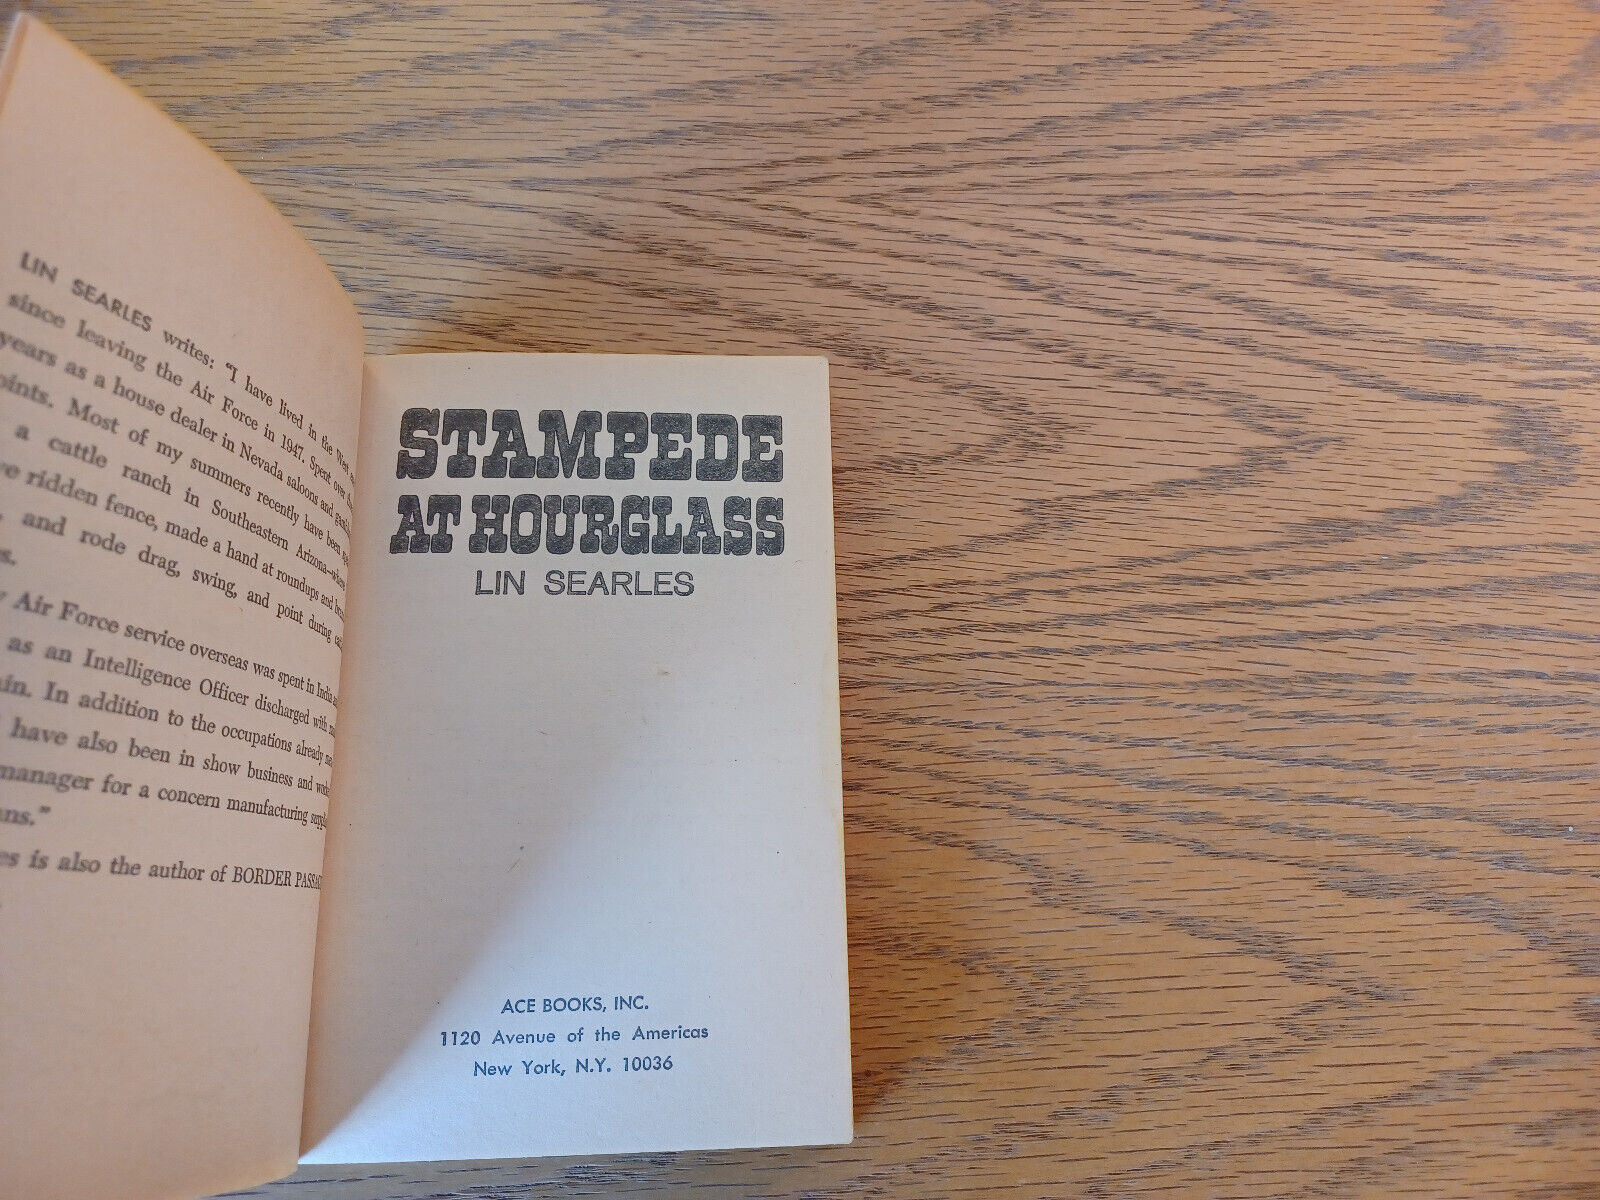 LIN SEARLES writes: "I have lived in the West
since leaving the Air Force in 1947. Spent over
years as a house dealer in Nevada saloons and
Most of my summers recently have been
a cattle ranch in Southeastern Arizona—where
ridden fence, made a hand at roundups and
and rode drag, swing, and point during
Air Force service overseas was spent in India
as an Intelligence Officer discharged with
In addition to the occupations already
have also been in show business and
manager for a concern manufacturing
is also the author of BORDER
STAMPEDE
AT HOURGLASS
LIN SEARLES
ACE BOOKS, INC.
1120 Avenue of the Americas
New York, N.Y. 10036